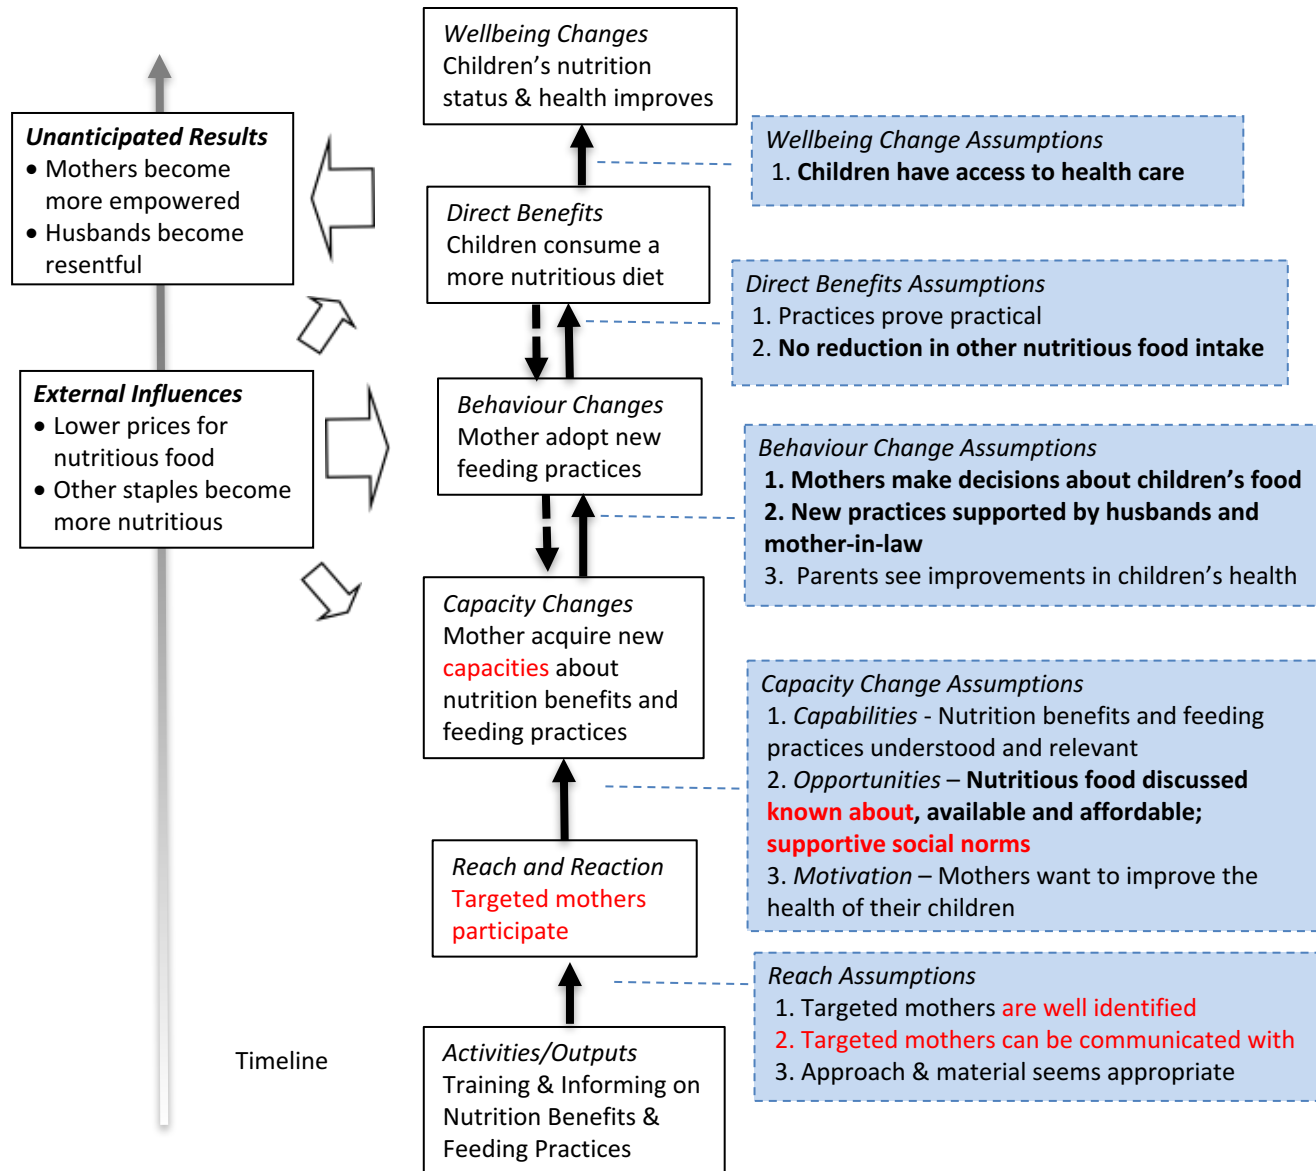 Wellbeing Changes
Children’s nutrition
status & health improves
Unanticipated Results
• Mothers become
more empowered
• Husbands become
resentful
Wellbeing Change Assumptions
1. Children have access to health care
Direct Benefits
Children consume a
more nutritious diet
Direct Benefits Assumptions
1. Practices prove practical
2. No reduction in other nutritious food intake
External Influences
• Lower prices for
nutritious food
• Other staples become
more nutritious
Behaviour Changes
Mother adopt new
feeding practices
Behaviour Change Assumptions
1. Mothers make decisions about children’s food
2. New practices supported by husbands and
mother-in-law
3. Parents see improvements in children’s health
Capacity Changes
Mother acquire new
capacities about
nutrition benefits and
feeding practices
Capacity Change Assumptions
1. Capabilities - Nutrition benefits and feeding
practices understood and relevant
2. Opportunities – Nutritious food discussed
known about, available and affordable;
supportive social norms
3. Motivation – Mothers want to improve the
health of their children
Reach and Reaction
Targeted mothers
participate
Reach Assumptions
1. Targeted mothers are well identified
2. Targeted mothers can be communicated with
3. Approach & material seems appropriate
Timeline
Activities/Outputs
Training & Informing on
Nutrition Benefits &
Feeding Practices